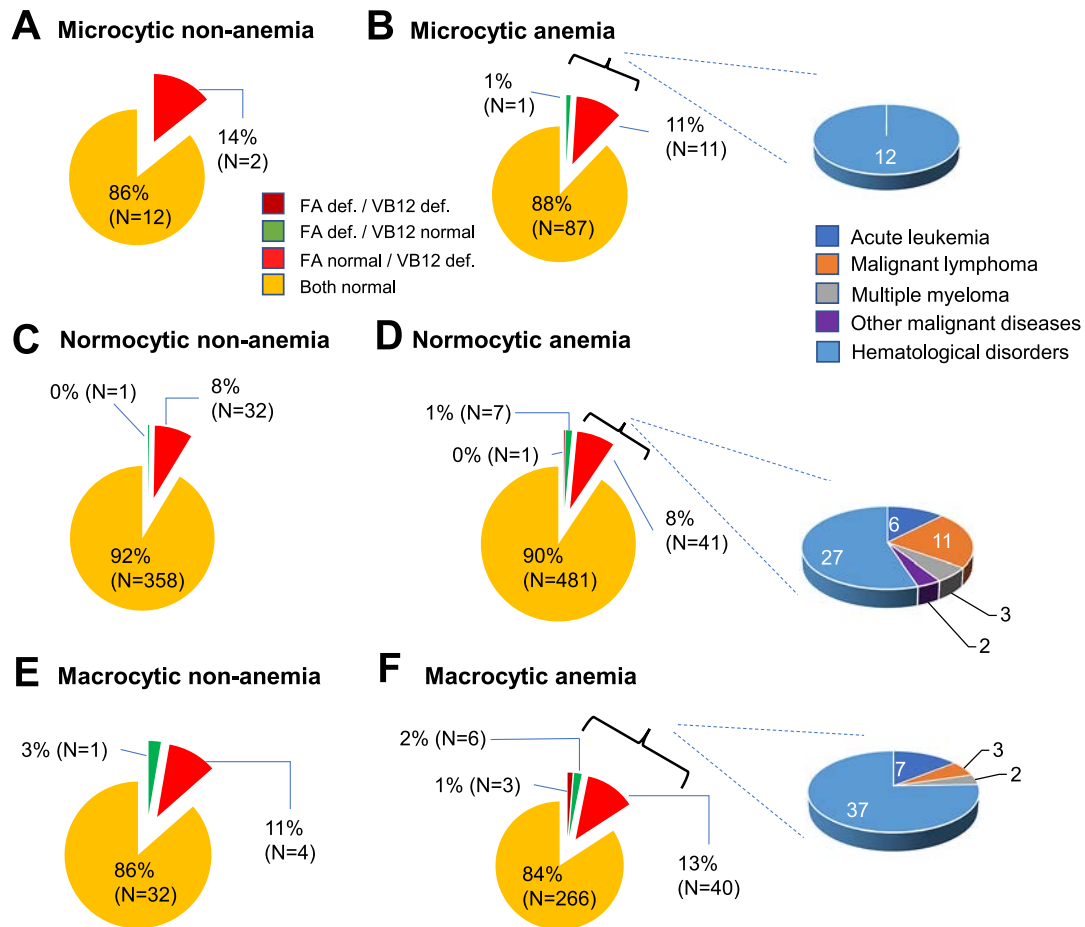 A Microcytic non-anemia
14%
(N=2)
86%
(N=12)
FA def. / VB12 def.
FA def. / VB12 normal
FA normal / VB12 def.
Both normal
B Microcytic anemia
1%
(N=1)
11%
(N=11)
88%
(N=87)
12
Acute leukemia
Malignant lymphoma
Multiple myeloma
Other malignant diseases
Hematological disorders
C Normocytic non-anemia
0% (N=1)
8%
(N=32)
92%
(N=358)
D Normocytic anemia
1% (N=7)
0% (N=1)
8%
(N=41)
90%
(N=481)
6
11
27
3
2
E Macrocytic non-anemia
3% (N=1)
11%
(N=4)
86%
(N=32)
F Macrocytic anemia
2% (N=6)
1% (N=3)
13%
(N=40)
84%
(N=266)
7
3
2
37